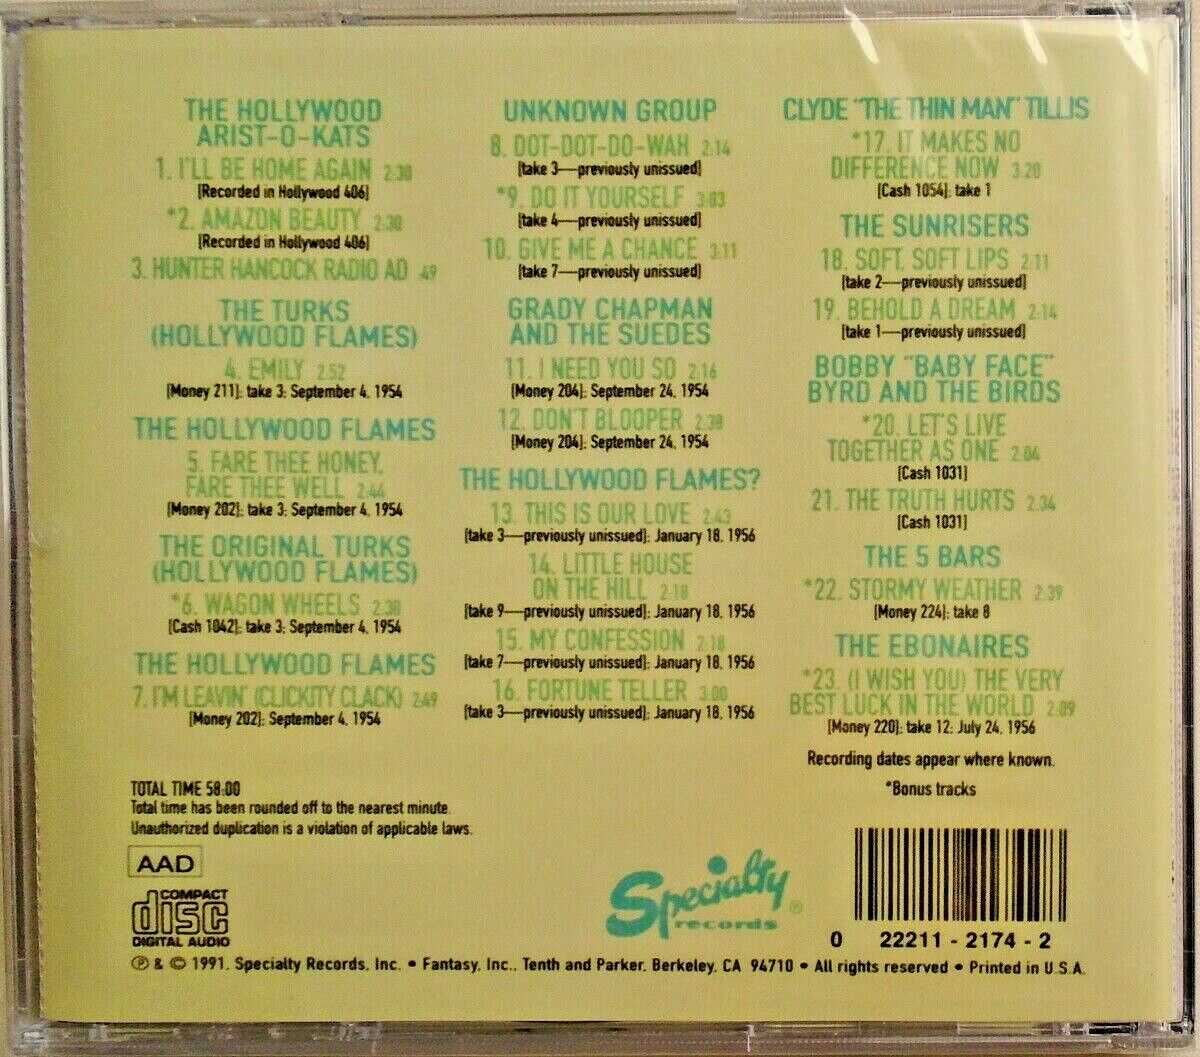 THE HOLLYWOOD
ARIST-O-KATS
1. I'LL BE HOME AGAIN 2:30
[Recorded in Hollywood 406]
*2. AMAZON BEAUTY 2:30
[Recorded in Hollywood 406]
3. HUNTER HANCOCK RADIO AD :49
THE TURKS
(HOLLYWOOD FLAMES)
4. EMILY 2:52
[Money 211]; take 3; September 4, 1954
THE HOLLYWOOD FLAMES
5. FARE THEE HONEY,
FARE THEE WELL 2:44
[Money 202]; take 3; September 4, 1954
THE ORIGINAL TURKS
(HOLLYWOOD FLAMES)
*6. WAGON WHEELS 2:30
[Cash 1042]; take 3; September 4, 1954
THE HOLLYWOOD FLAMES
7. I'M LEAVIN' (CLICKITY CLACK) 2:49
[Money 202]; September 4, 1954
UNKNOWN GROUP
8. DOT-DOT-DO-WAH 2:14
[take 3—previously unissued]
*9. DO IT YOURSELF 3:03
[take 4—previously unissued]
10. GIVE ME A CHANCE 3:11
[take 7—previously unissued]
GRADY CHAPMAN
AND THE SUEDES
11. I NEED YOU SO 2:16
[Money 204]; September 24, 1954
12. DON'T BLOOPER 2:38
[Money 204]; September 24, 1954
THE HOLLYWOOD FLAMES?
13. THIS IS OUR LOVE 2:43
[take 3—previously unissued]; January 18, 1956
14. LITTLE HOUSE
ON THE HILL 2:18
[take 9—previously unissued]; January 18, 1956
15. MY CONFESSION 2:18
[take 7—previously unissued]; January 18, 1956
16. FORTUNE TELLER 3:00
[take 3—previously unissued]; January 18, 1956
CLYDE "THE THIN MAN" TILLIS
*17. IT MAKES NO
DIFFERENCE NOW 3:20
[Cash 1054]; take 1
THE SUNRISERS
18. SOFT, SOFT LIPS 2:11
[take 2—previously unissued]
19. BEHOLD A DREAM 2:14
[take 1—previously unissued]
BOBBY "BABY FACE"
BYRD AND THE BIRDS
*20. LET'S LIVE
TOGETHER AS ONE 2:04
[Cash 1031]
21. THE TRUTH HURTS 2:34
[Cash 1031]
THE 5 BARS
*22. STORMY WEATHER 2:39
[Money 224]; take 8
THE EBONAIRES
*23. (I WISH YOU) THE VERY
BEST LUCK IN THE WORLD 2:09
[Money 220]; take 12; July 24, 1956
Recording dates appear where known.
*Bonus tracks
TOTAL TIME 58:00
Total time has been rounded off to the nearest minute.
Unauthorized duplication is a violation of applicable laws.
AAD
COMPACT
disc
DIGITAL AUDIO
Specialty
records ®
0 22211-2174-2
℗ & © 1991, Specialty Records, Inc. • Fantasy, Inc., Tenth and Parker, Berkeley, CA 94710 • All rights reserved • Printed in U.S.A.